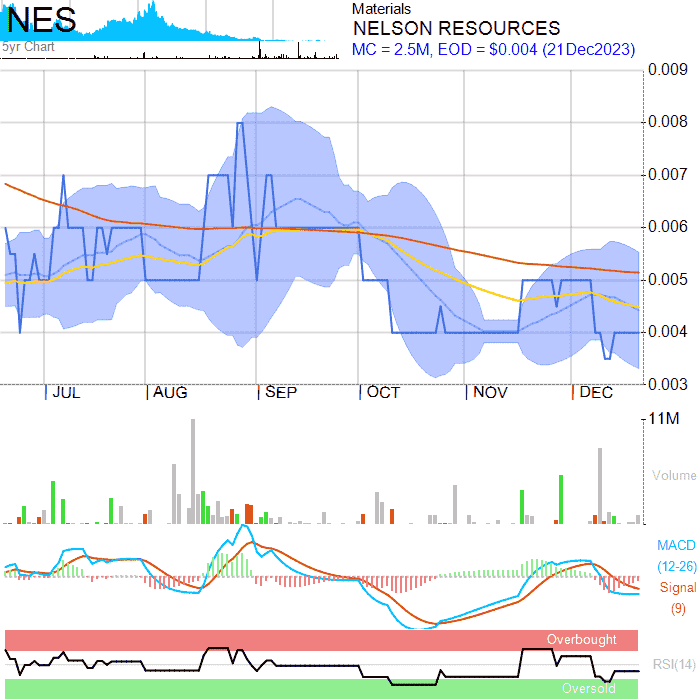 NES
5yr Chart
Materials
NELSON RESOURCES
MC = 2.5M, EOD = $0.004 (21Dec2023)
0.009
0.008
0.007
0.006
0.005
0.004
0.003
JUL AUG SEP OCT NOV DEC
11M
Volume
MACD
(12-26)
Signal
(9)
Overbought
RSI(14)
Oversold